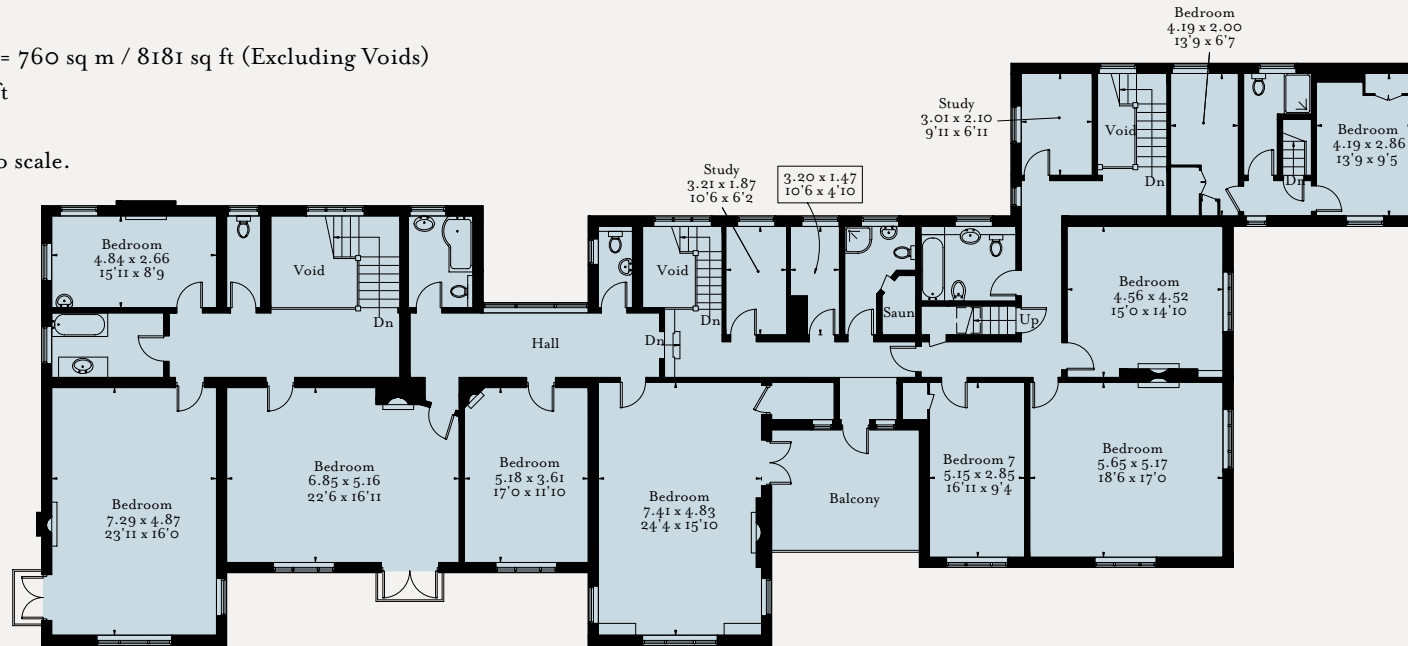 = 760 sq m / 8181 sq ft (Excluding Voids)
ft
o scale.
Bedroom
4.19 x 2.00
13'9 x 6'7
Study
3.01 x 2.10
9'11 x 6'11
Void
Dn
Dn
Bedroom
4.19 x 2.86
13'9 x 9'5
Study
3.21 x 1.87
10'6 x 6'2
3.20 x 1.47
10'6 x 4'10
Bedroom
4.84 x 2.66
15'11 x 8'9
Void
Dn
Void
Dn
Dn
Hall
Saun
Up
Bedroom
4.56 x 4.52
15'0 x 14'10
Bedroom
7.29 x 4.87
23'11 x 16'0
Bedroom
6.85 x 5.16
22'6 x 16'11
Bedroom
5.18 x 3.61
17'0 x 11'10
Bedroom
7.41 x 4.83
24'4 x 15'10
Balcony
Bedroom 7
5.15 x 2.85
16'11 x 9'4
Bedroom
5.65 x 5.17
18'6 x 17'0